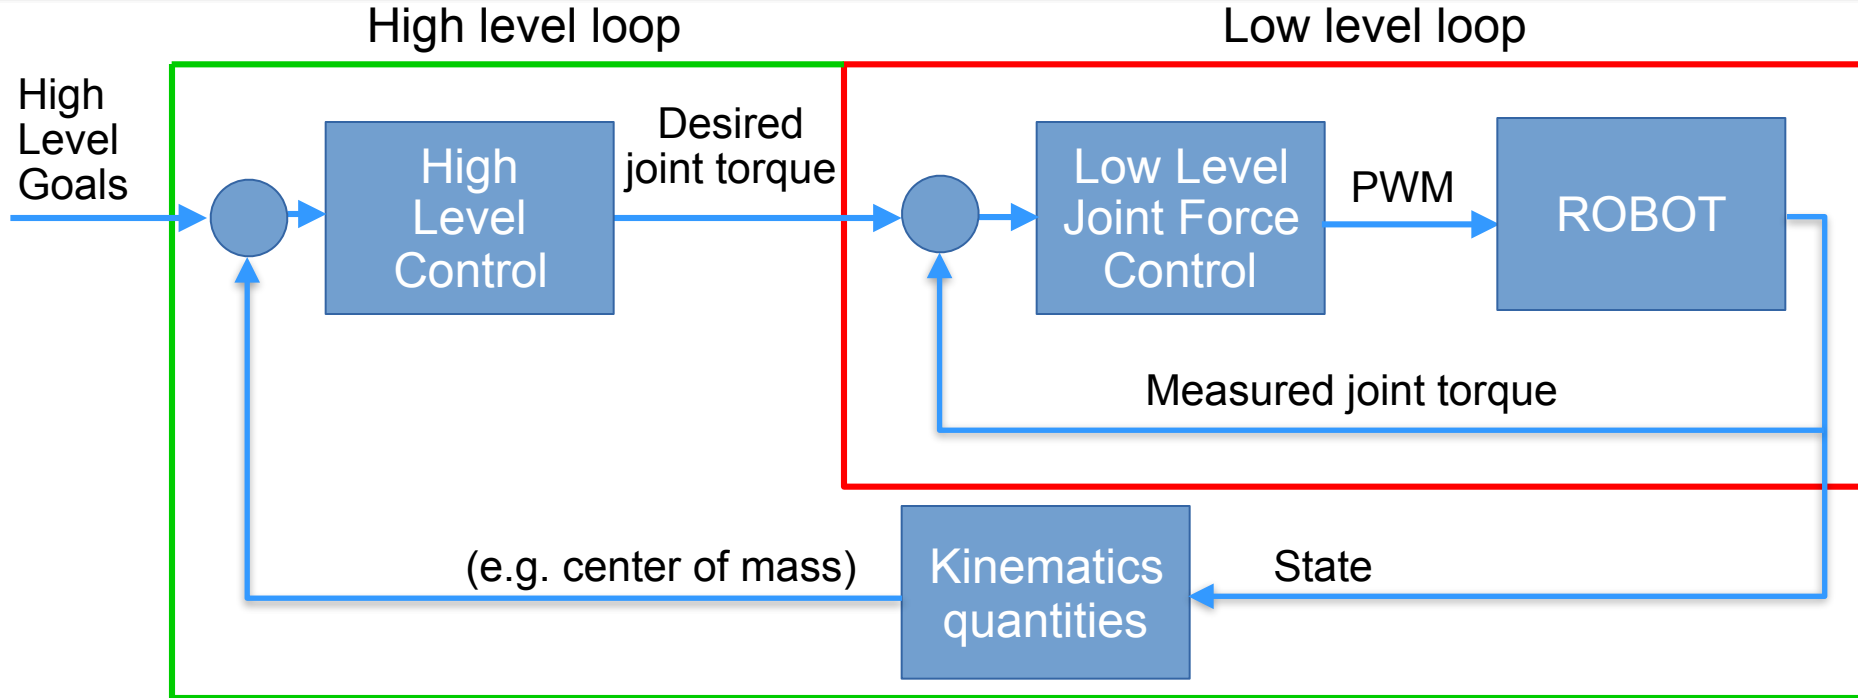 High level loop
Low level loop
High
Level
Goals
High
Level
Control
Desired
joint torque
Low Level
Joint Force
Control
PWM
ROBOT
Measured joint torque
(e.g. center of mass)
Kinematics
quantities
State